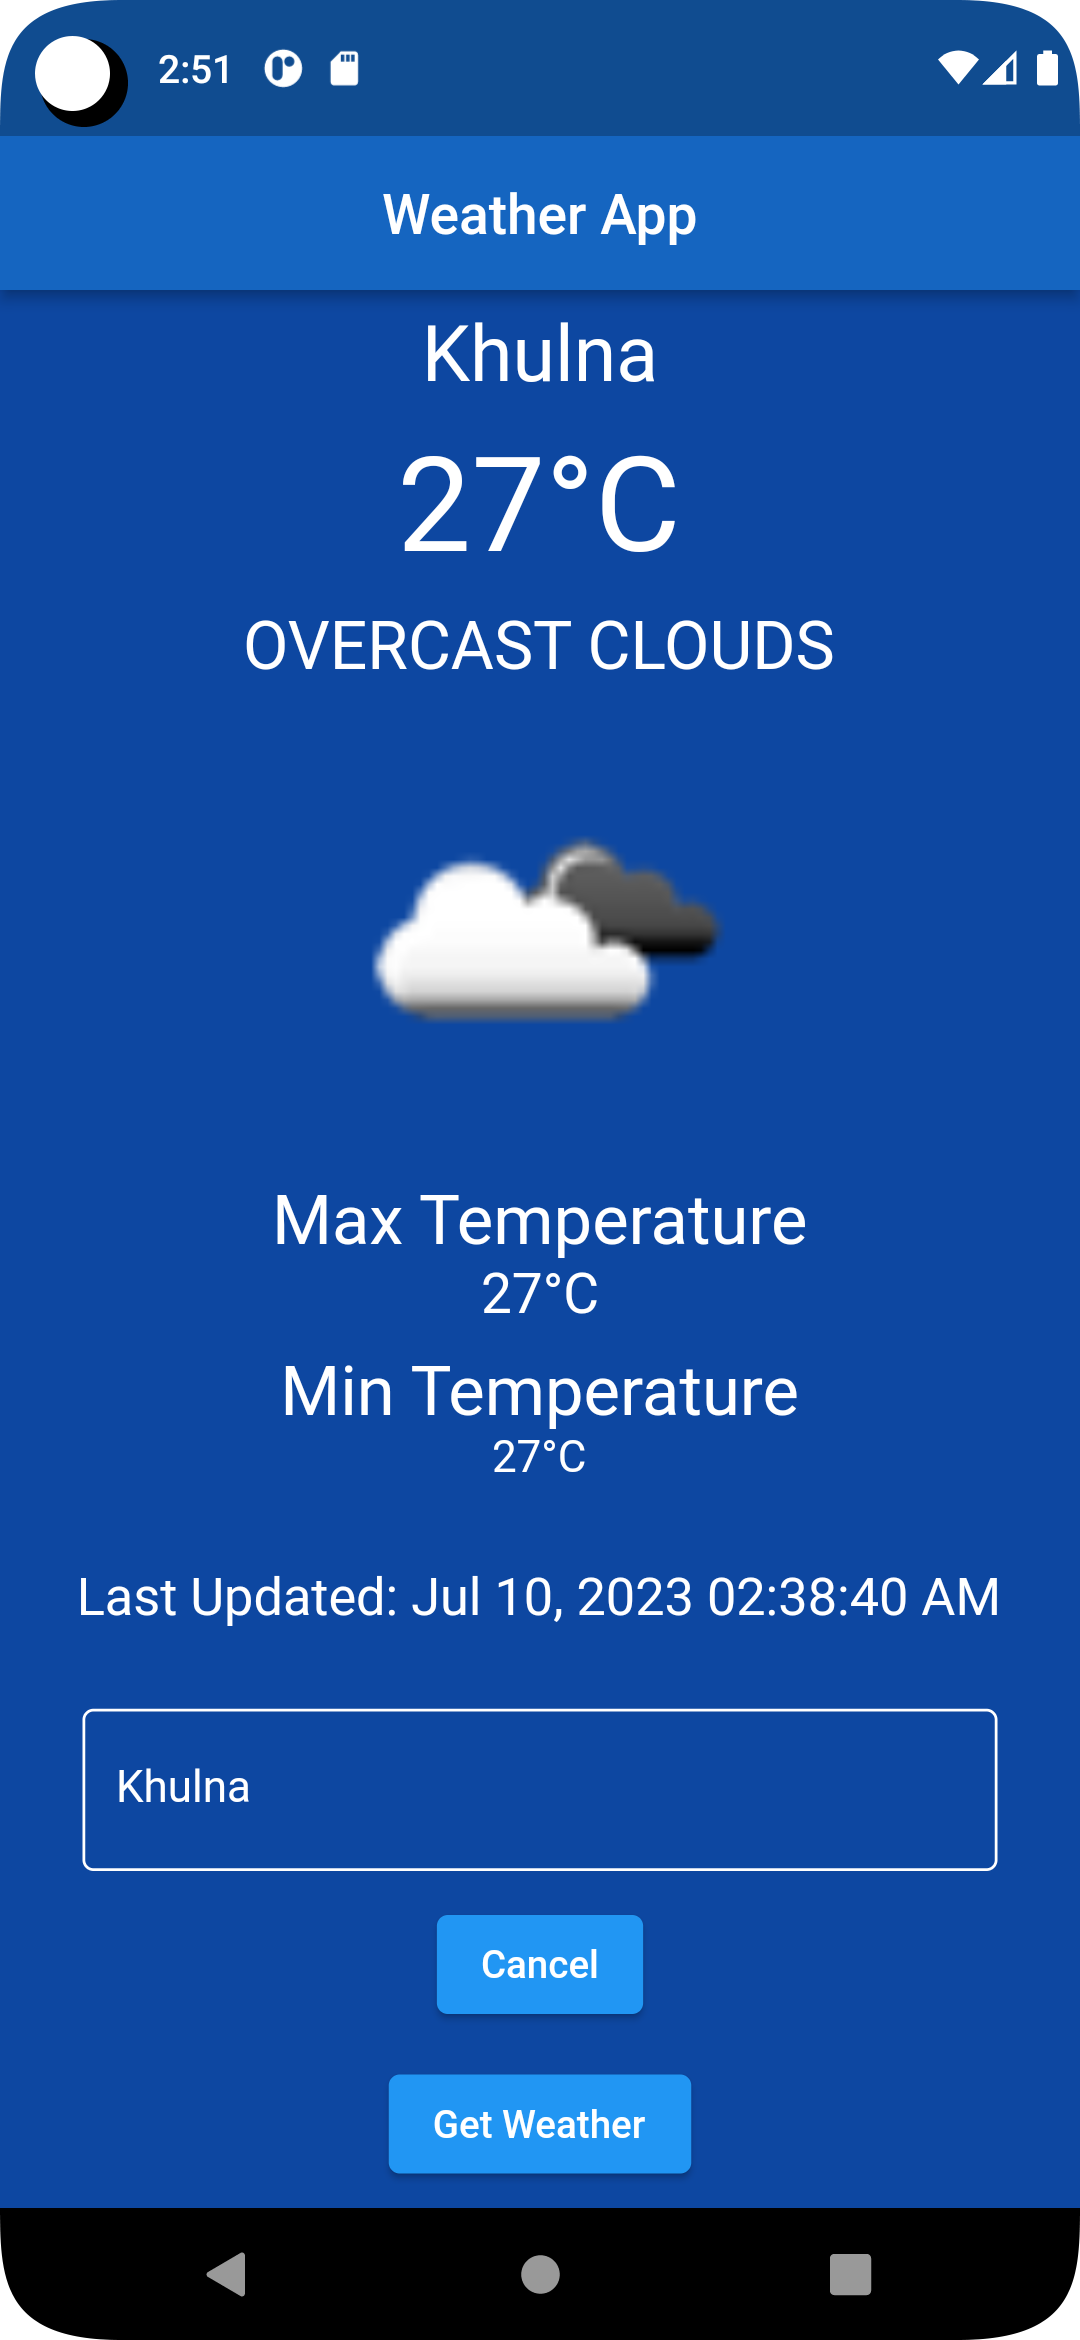 2:51
Weather App
Khulna
27°C
OVERCAST CLOUDS
Max Temperature
27°C
Min Temperature
27°C
Last Updated: Jul 10, 2023 02:38:40 AM
Khulna
Cancel
Get Weather